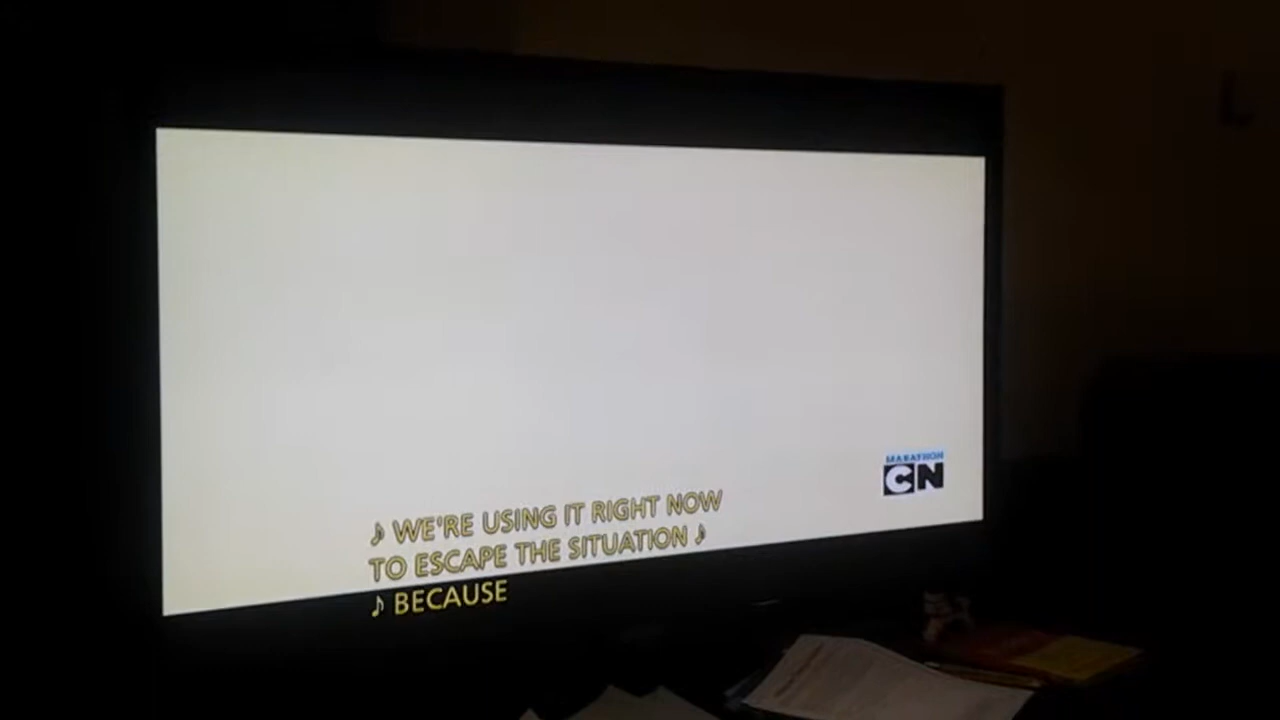 MARATHON
CN
♪ WE'RE USING IT RIGHT NOW
TO ESCAPE THE SITUATION ♪
♪ BECAUSE